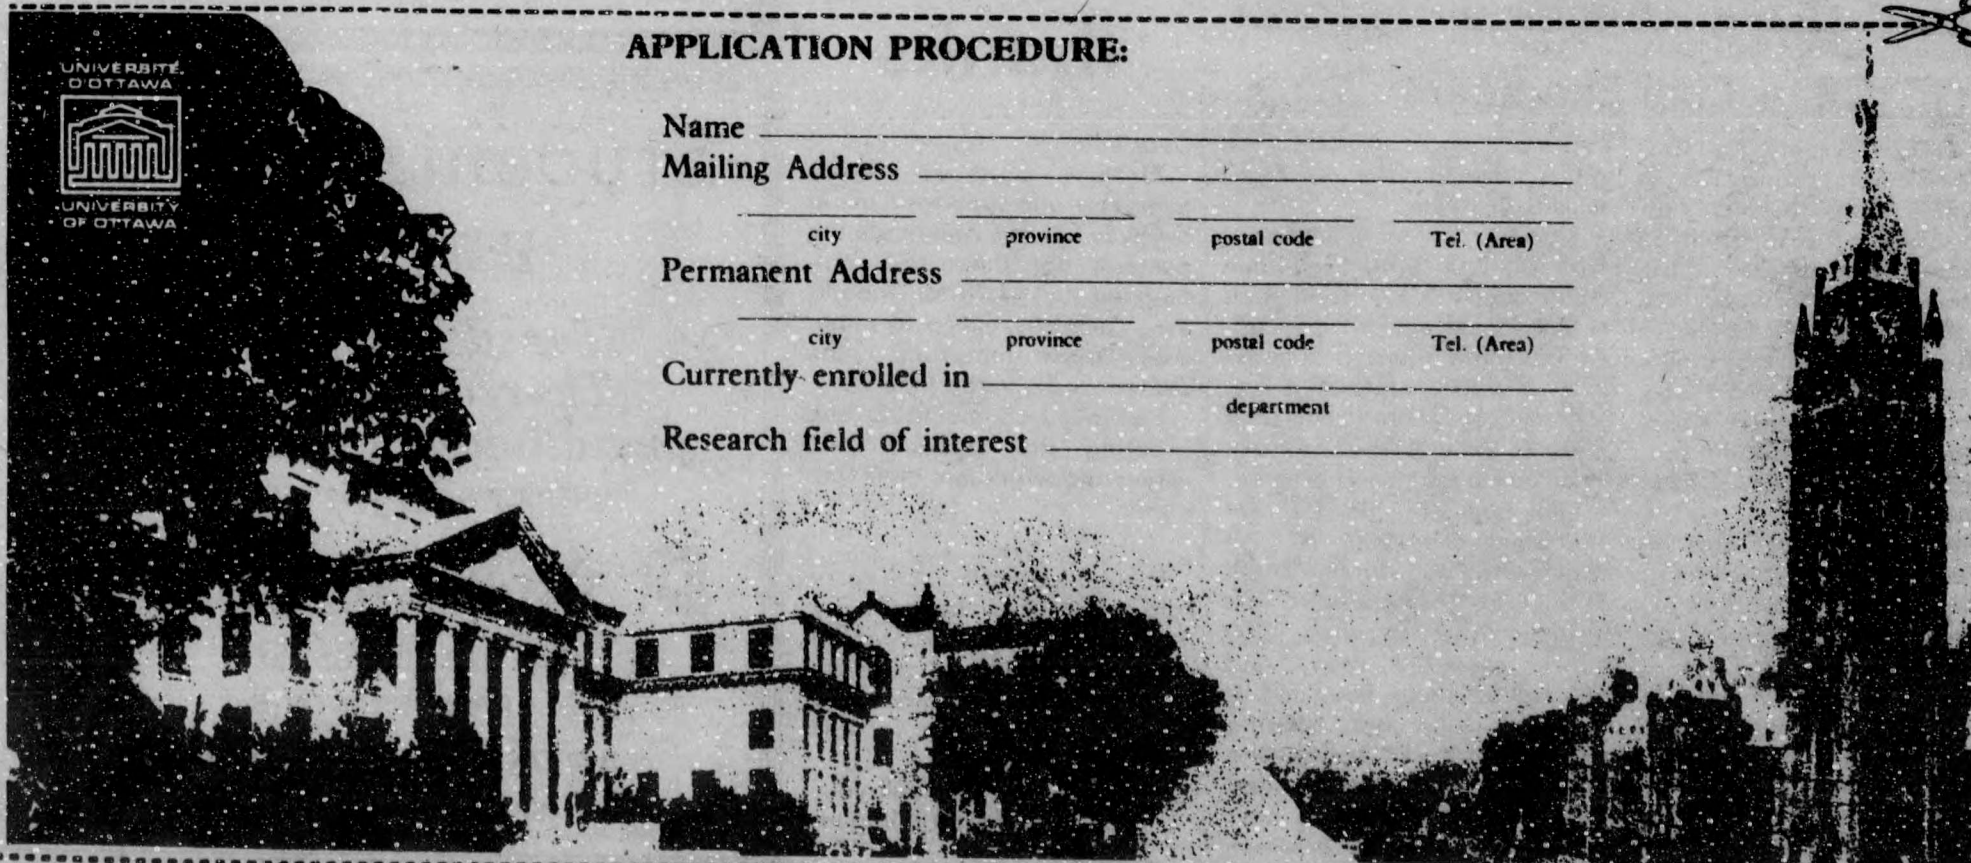 UNIVERSITÉ
D'OTTAWA
UNIVERSITY
OF OTTAWA
APPLICATION PROCEDURE:
Name
Mailing Address
city province postal code Tel. (Area)
Permanent Address
city province postal code Tel. (Area)
Currently enrolled in
department
Research field of interest